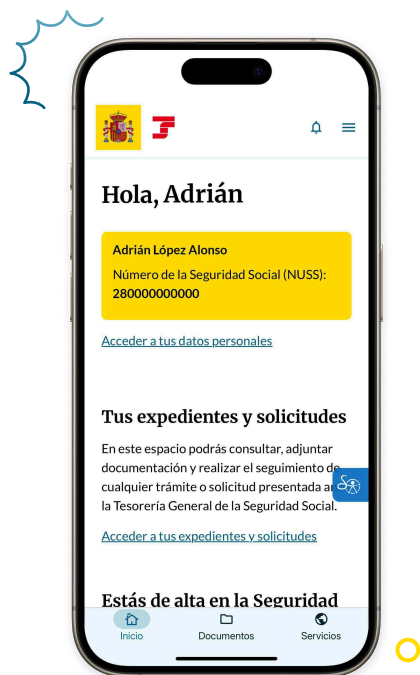 Hola, Adrián
Adrián López Alonso
Número de la Seguridad Social (NUSS):
280000000000
Acceder a tus datos personales
Tus expedientes y solicitudes
En este espacio podrás consultar, adjuntar
documentación y realizar el seguimiento de
cualquier trámite o solicitud presentada
la Tesorería General de la Seguridad Social.
Acceder a tus expedientes y solicitudes
Estás de alta en la Seguridad
Inicio
Documentos
Servicios